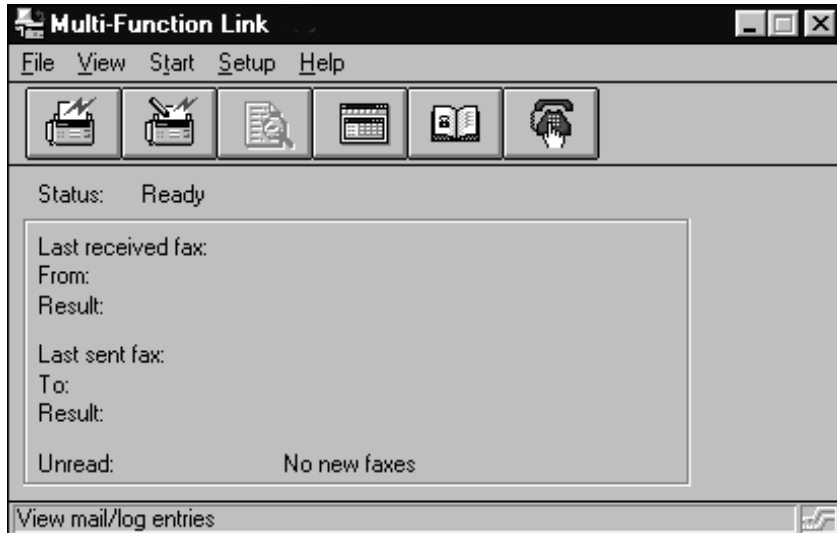 Multi-Function Link
File View Start Setup Help
Status: Ready
Last received fax:
From:
Result:
Last sent fax:
To:
Result:
Unread: No new faxes
View mail/log entries